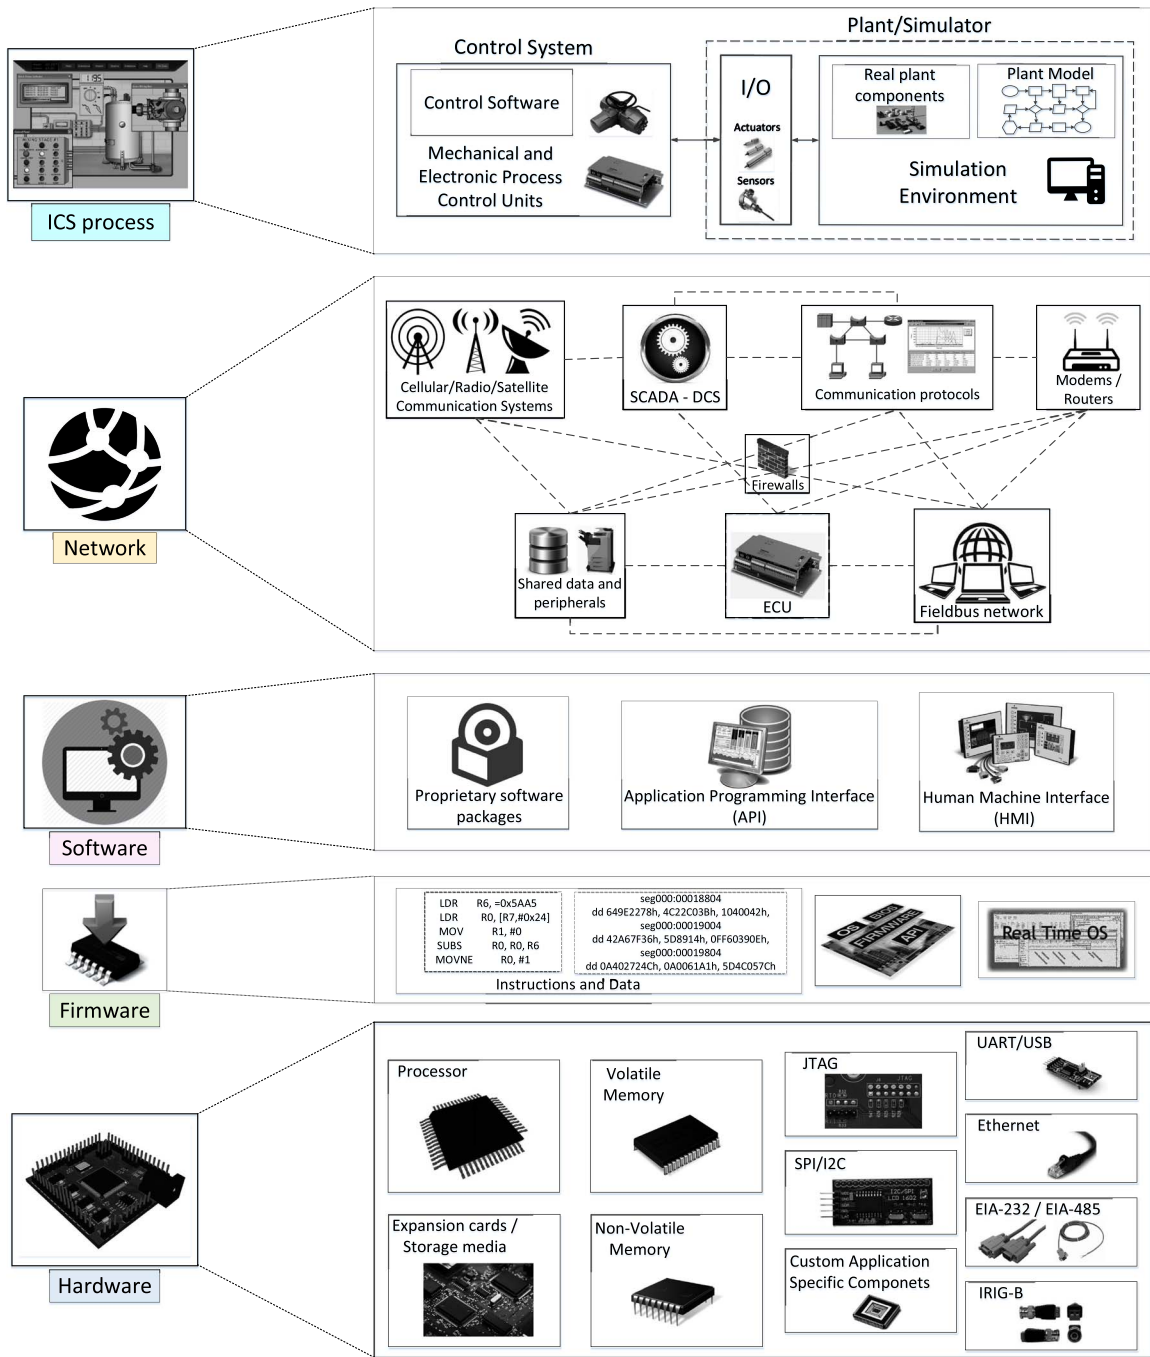 Plant/Simulator
Control System
Control Software
Mechanical and
Electronic Process
Control Units
I/O
Actuators
Sensors
Real plant
components
Plant Model
Simulation
Environment
ICS process
Cellular/Radio/Satellite
Communication Systems
SCADA - DCS
Communication protocols
Modems /
Routers
Firewalls
Shared data and
peripherals
ECU
Fieldbus network
Network
Proprietary software
packages
Application Programming Interface
(API)
Human Machine Interface
(HMI)
Software
LDR R6, =0x5AA5
LDR R0, [R7,#0x24]
MOV R1, #0
SUBS R0, R0, R6
MOVNE R0, #1
seg000:00018804
dd 649E2278h, 4C22C03Bh, 1040042h,
seg000:00019004
dd 42A67F36h, 5D8914h, 0FF60390Eh,
seg000:00019804
dd 0A402724Ch, 0A0061A1h, 5D4C057Ch
Instructions and Data
OS
BIOS
FIRMWARE
API
Real Time OS
Firmware
Processor
Volatile
Memory
JTAG
JTAG
UART/USB
Ethernet
SPI/I2C
I2C/SPI
LCD 1602
EIA-232 / EIA-485
Expansion cards /
Storage media
Non-Volatile
Memory
Custom Application
Specific Componets
IRIG-B
Hardware